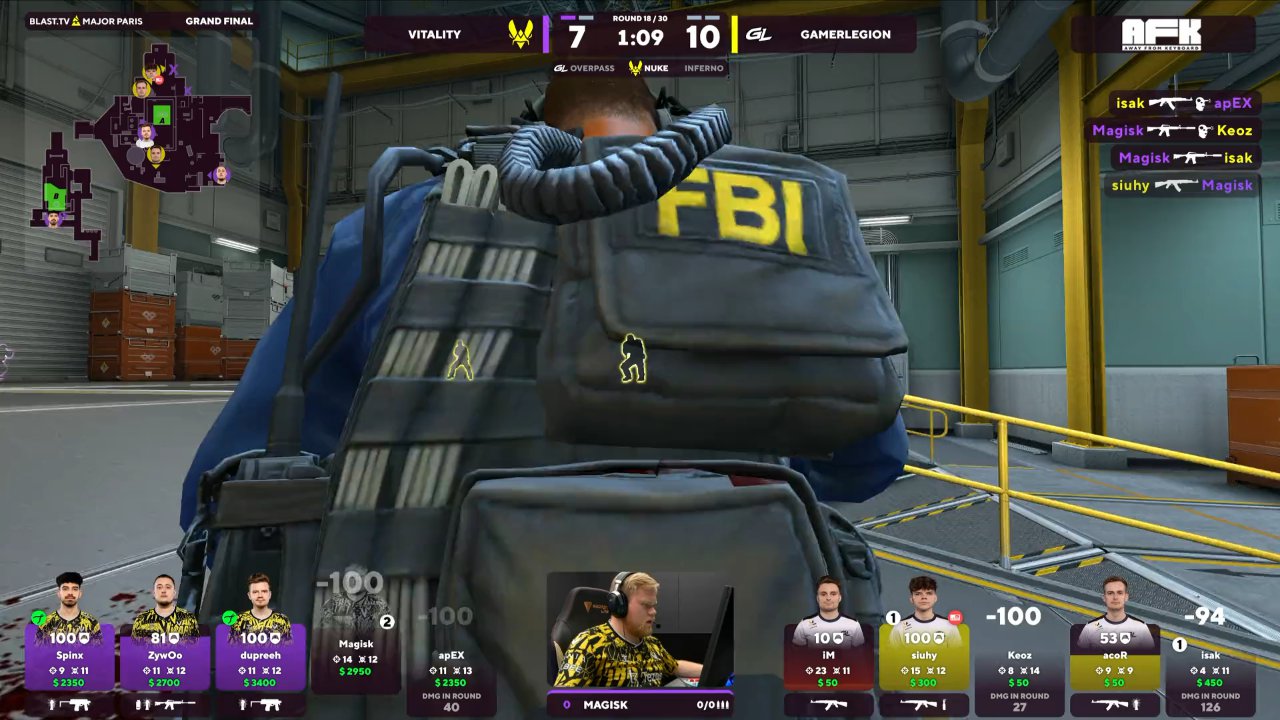 BLAST.TV MAJOR PARIS
GRAND FINAL
VITALITY
7
ROUND 18 / 30
1:09
10
GL
GAMERLEGION
GL OVERPASS
NUKE
INFERNO
AFK
AWAY FROM KEYBOARD
isak apEX
Magisk Keoz
Magisk isak
siuhy Magisk
A
B
FBI
100
Spinx
9 11
$2350
81
ZywOo
11 12
$2700
100
dupreeh
11 12
$3400
-100
2
Magisk
14 12
$2950
-100
apEX
11 13
$2350
DMG IN ROUND
40
0 MAGISK 0/0
10
iM
23 11
$50
1
100
siuhy
15 12
$300
-100
Keoz
8 14
$50
DMG IN ROUND
27
53
acoR
9 9
$50
-94
1
isak
4 11
$450
DMG IN ROUND
126